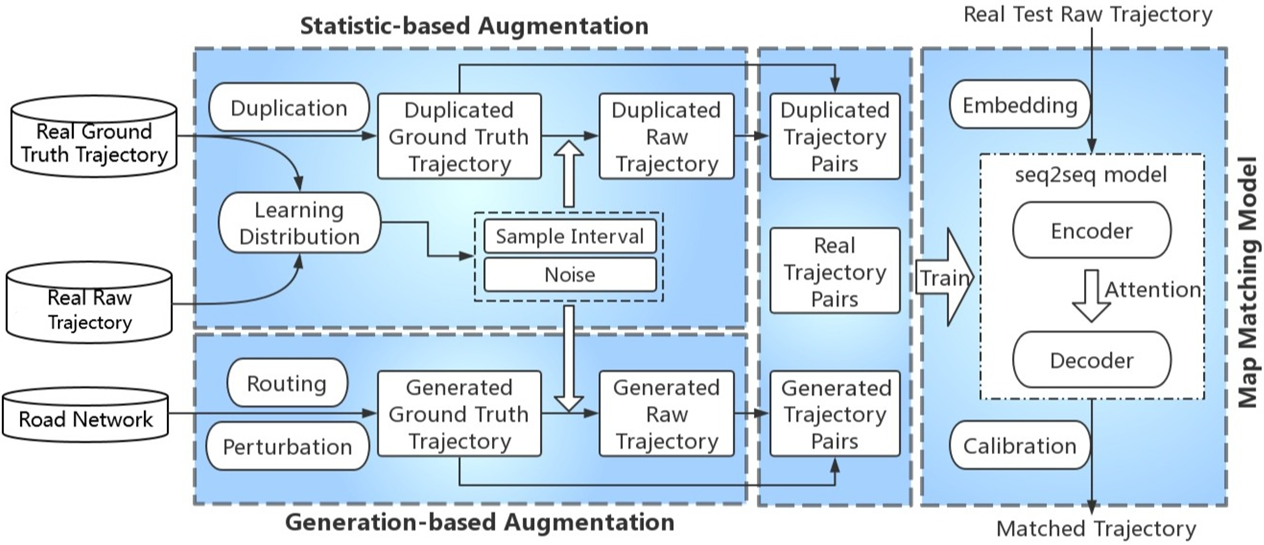 Statistic-based Augmentation
Real Test Raw Trajectory
Real Ground
Truth Trajectory
Duplication
Duplicated
Ground Truth
Trajectory
Duplicated
Raw
Trajectory
Duplicated
Trajectory
Pairs
Embedding
seq2seq model
Learning
Distribution
Sample Interval
Noise
Real
Trajectory
Pairs
Train
Encoder
Attention
Decoder
Map Matching Model
Real Raw
Trajectory
Road Network
Routing
Perturbation
Generated
Ground Truth
Trajectory
Generated
Raw
Trajectory
Generated
Trajectory
Pairs
Calibration
Generation-based Augmentation
Matched Trajectory